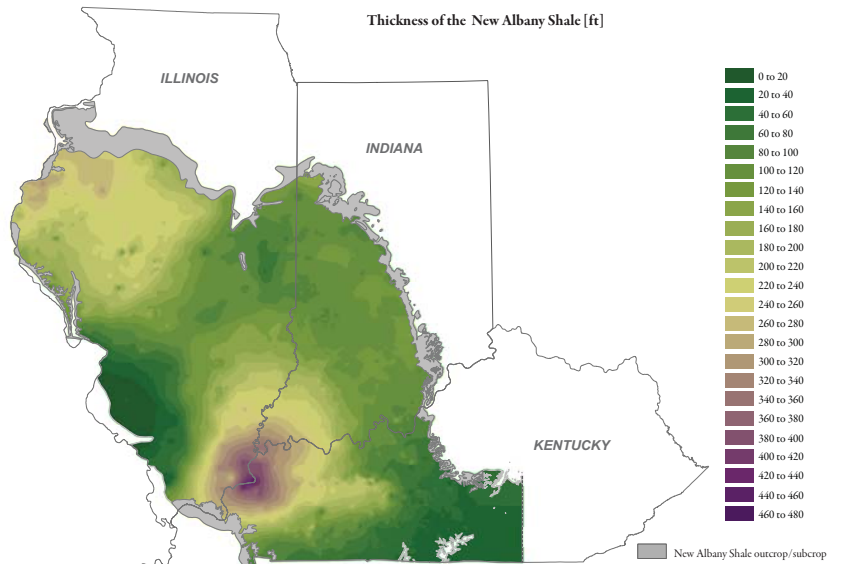 Thickness of the New Albany Shale [ft]
ILLINOIS
INDIANA
KENTUCKY
0 to 20
20 to 40
40 to 60
60 to 80
80 to 100
100 to 120
120 to 140
140 to 160
160 to 180
180 to 200
200 to 220
220 to 240
240 to 260
260 to 280
280 to 300
300 to 320
320 to 340
340 to 360
360 to 380
380 to 400
400 to 420
420 to 440
440 to 460
460 to 480
New Albany Shale outcrop/subcrop